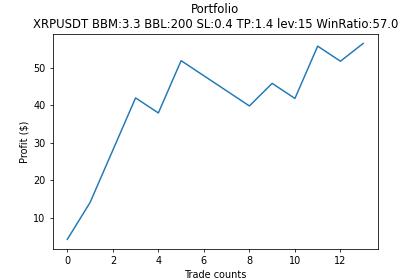 Portfolio
XRPUSDT BBM:3.3 BBL:200 SL:0.4 TP:1.4 lev:15 WinRatio:57.0
Profit ($)
50
40
30
20
10
0 2 4 6 8 10 12
Trade counts